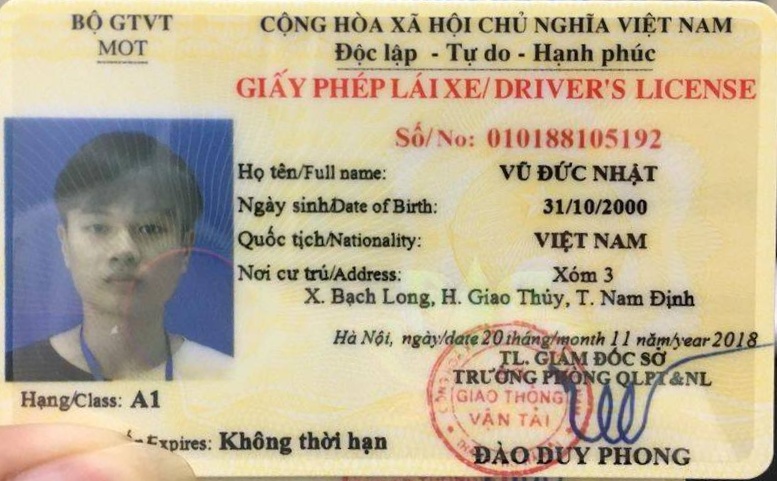 BỘ GTVT
MOT
CỘNG HÒA XÃ HỘI CHỦ NGHĨA VIỆT NAM
Độc lập - Tự do - Hạnh phúc
GIẤY PHÉP LÁI XE/ DRIVER'S LICENSE
Số/No: 010188105192
Họ tên/Full name: VŨ ĐỨC NHẬT
Ngày sinh/Date of Birth: 31/10/2000
Quốc tịch/Nationality: VIỆT NAM
Nơi cư trú/Address: Xóm 3
X. Bạch Long, H. Giao Thủy, T. Nam Định
Hà Nội, ngày/date 20 tháng/month 11 năm/year 2018
TL. GIÁM ĐỐC SỞ
TRƯỞNG PHÒNG QLPT&NL
GIAO THÔNG
VẬN TẢI
Hạng/Class: A1
Expires: Không thời hạn
ĐÀO DUY PHONG